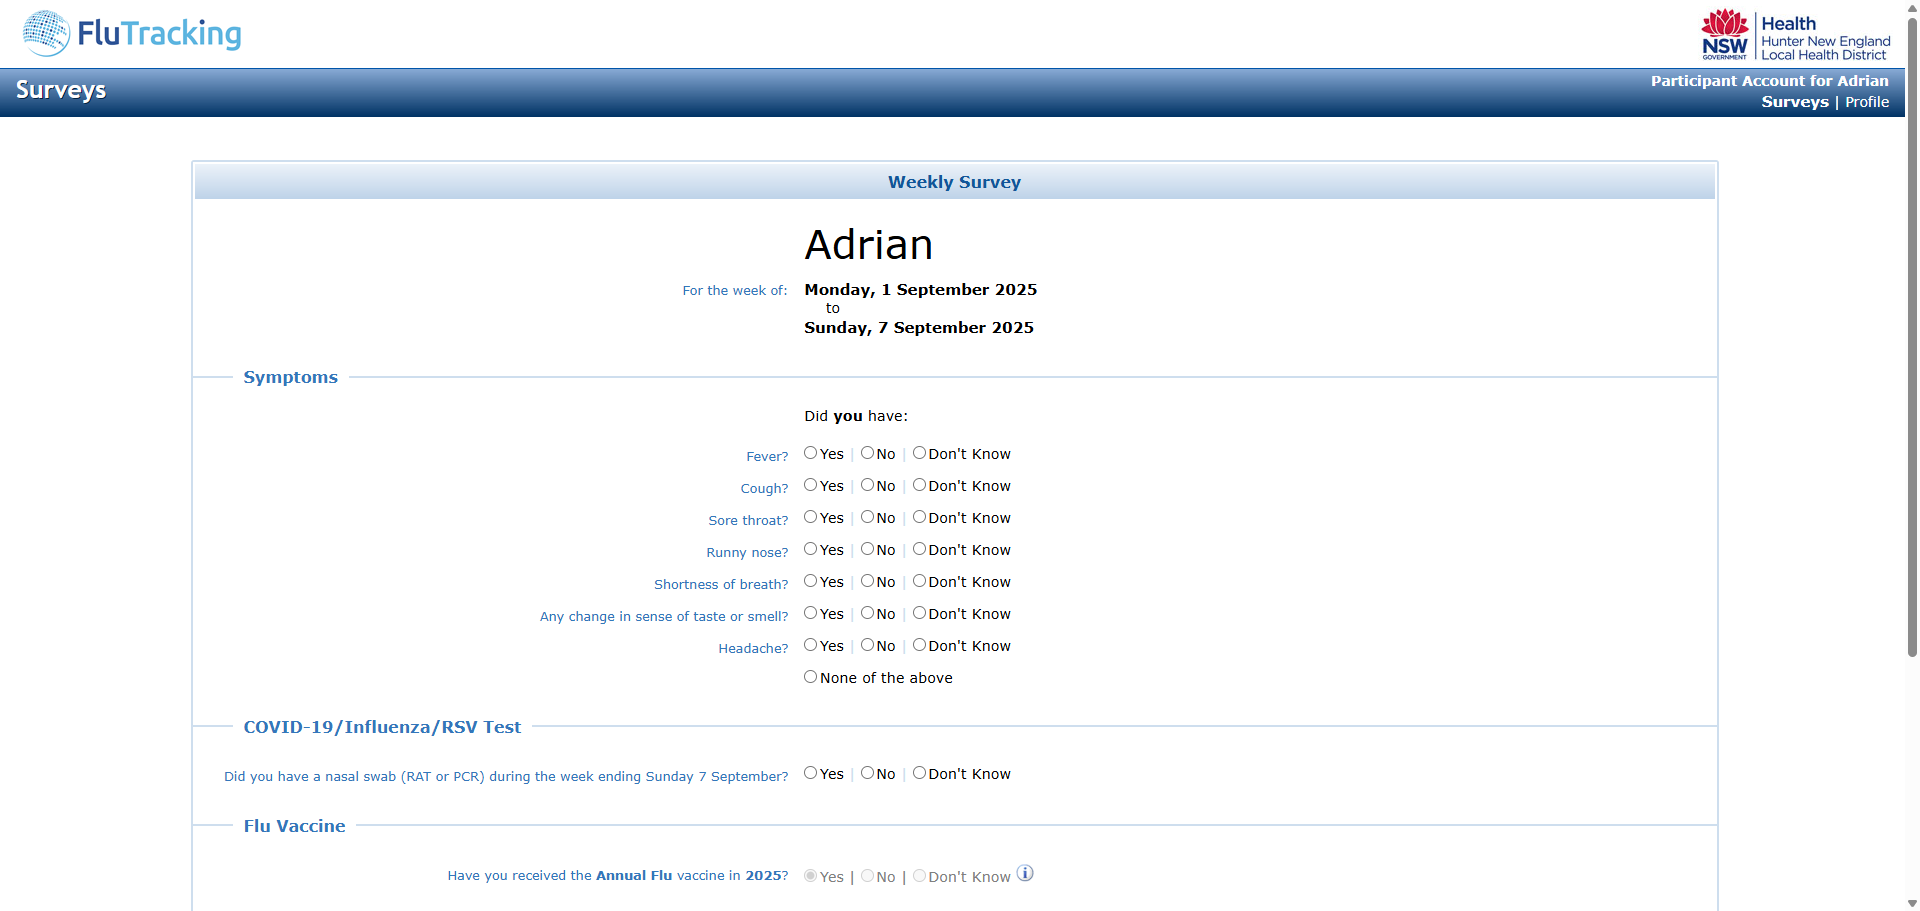 FluTracking
NSW GOVERNMENT
Health
Hunter New England
Local Health District
Surveys
Participant Account for Adrian
Surveys | Profile
Weekly Survey
Adrian
For the week of: Monday, 1 September 2025
to
Sunday, 7 September 2025
Symptoms
Did you have:
Fever? Yes | No | Don't Know
Cough? Yes | No | Don't Know
Sore throat? Yes | No | Don't Know
Runny nose? Yes | No | Don't Know
Shortness of breath? Yes | No | Don't Know
Any change in sense of taste or smell? Yes | No | Don't Know
Headache? Yes | No | Don't Know
None of the above
COVID-19/Influenza/RSV Test
Did you have a nasal swab (RAT or PCR) during the week ending Sunday 7 September? Yes | No | Don't Know
Flu Vaccine
Have you received the Annual Flu vaccine in 2025? Yes | No | Don't Know i